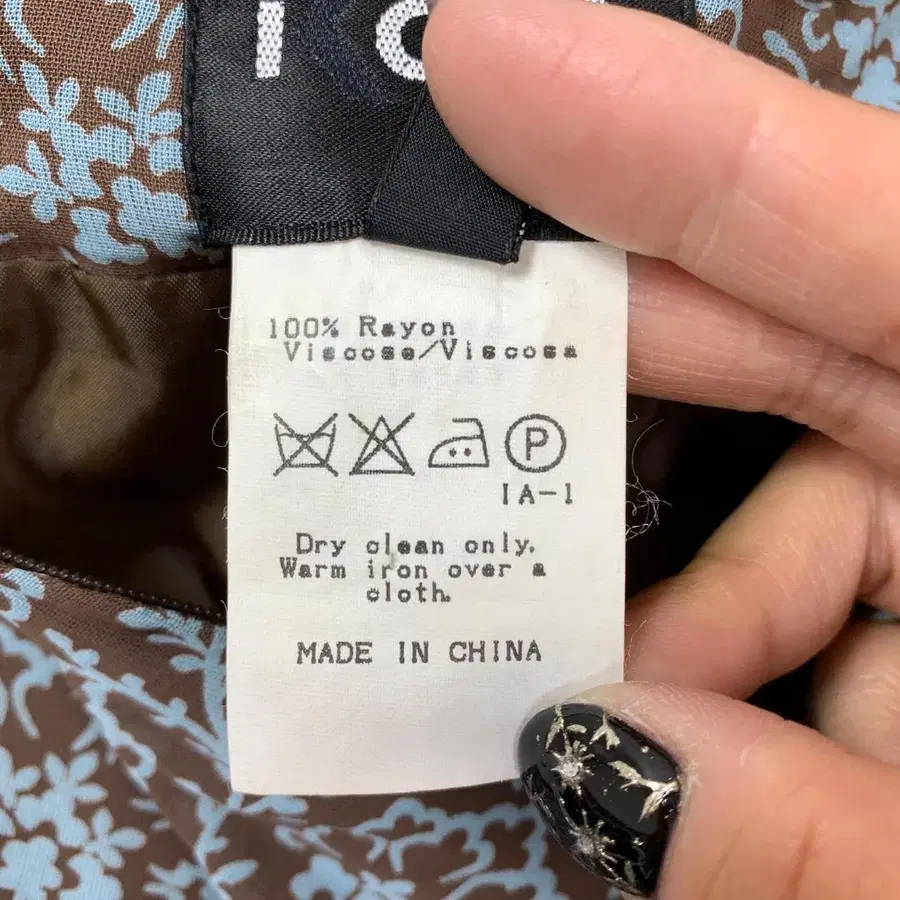 100% Rayon
Viscose/Viscosa
P
IA-1
Dry clean only.
Warm iron over a
cloth.
MADE IN CHINA